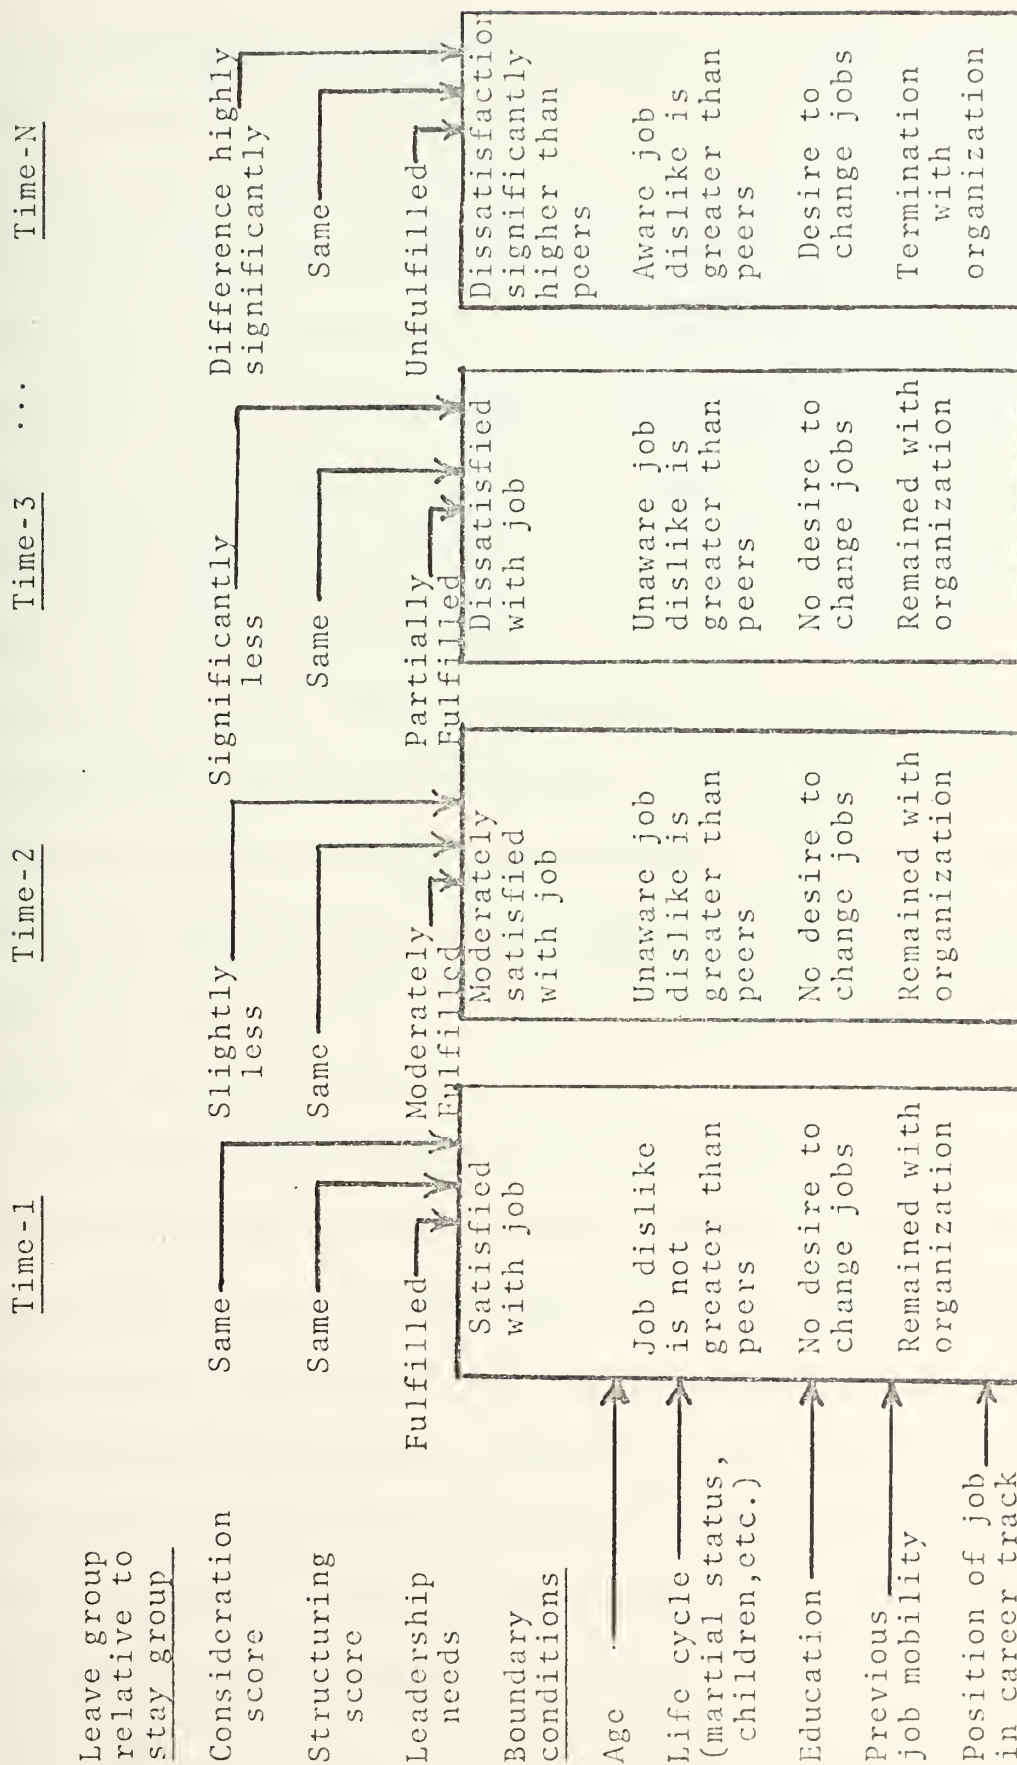 Time-1
Time-2
Time-3
...
Time-N
Leave group
relative to
stay group
Consideration
score
Same
Slightly
less
Significantly
less
Difference highly
significantly
Structuring
score
Same
Same
Same
Same
Leadership
needs
Fulfilled
Moderately
Fulfilled
Partially
Fulfilled
Unfulfilled
Boundary
conditions
Age
Life cycle
(martial status,
children,etc.)
Education
Previous
job mobility
Position of job
in career track
Satisfied
with job
Job dislike
is not
greater than
peers
No desire to
change jobs
Remained with
organization
Moderately
satisfied
with job
Unaware job
dislike is
greater than
peers
No desire to
change jobs
Remained with
organization
Dissatisfied
with job
Unaware job
dislike is
greater than
peers
No desire to
change jobs
Remained with
organization
Dissatisfaction
significantly
higher than
peers
Aware job
dislike is
greater than
peers
Desire to
change jobs
Termination
with
organization